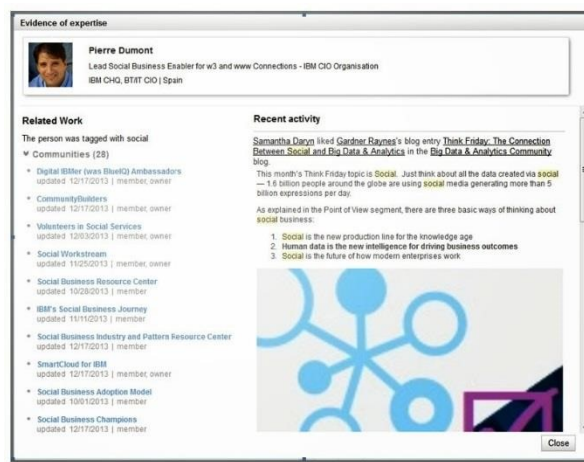 Evidence of expertise
Pierre Dumont
Lead Social Business Enabler for w3 and www Connections - IBM CIO Organisation
IBM CHQ, BT/IT CIO | Spain
Related Work
The person was tagged with social
Communities (28)
Digital IBMer (was BlueIQ) Ambassadors
updated 12/17/2013 | member, owner
CommunityBuilders
updated 12/17/2013 | member, owner
Volunteers in Social Services
updated 12/03/2013 | member, owner
Social Workstream
updated 11/25/2013 | member, owner
Social Business Resource Center
updated 10/28/2013 | member
IBM's Social Business Journey
updated 11/11/2013 | member
Social Business Industry and Pattern Resource Center
updated 12/17/2013 | member
SmartCloud for IBM
updated 12/17/2013 | member
Social Business Adoption Model
updated 10/01/2013 | member
Social Business Champions
updated 12/17/2013 | member
Recent activity
Samantha Daryn liked Gardner Raynes's blog entry Think Friday: The Connection
Between Social and Big Data & Analytics in the Big Data & Analytics Community
blog.
This month's Think Friday topic is Social. Just think about all the data created via social
— 1.6 billion people around the globe are using social media generating more than 5
billion expressions per day.
As explained in the Point of View segment, there are three basic ways of thinking about
social business:
1. Social is the new production line for the knowledge age
2. Human data is the new intelligence for driving business outcomes
3. Social is the future of how modern enterprises work
Close